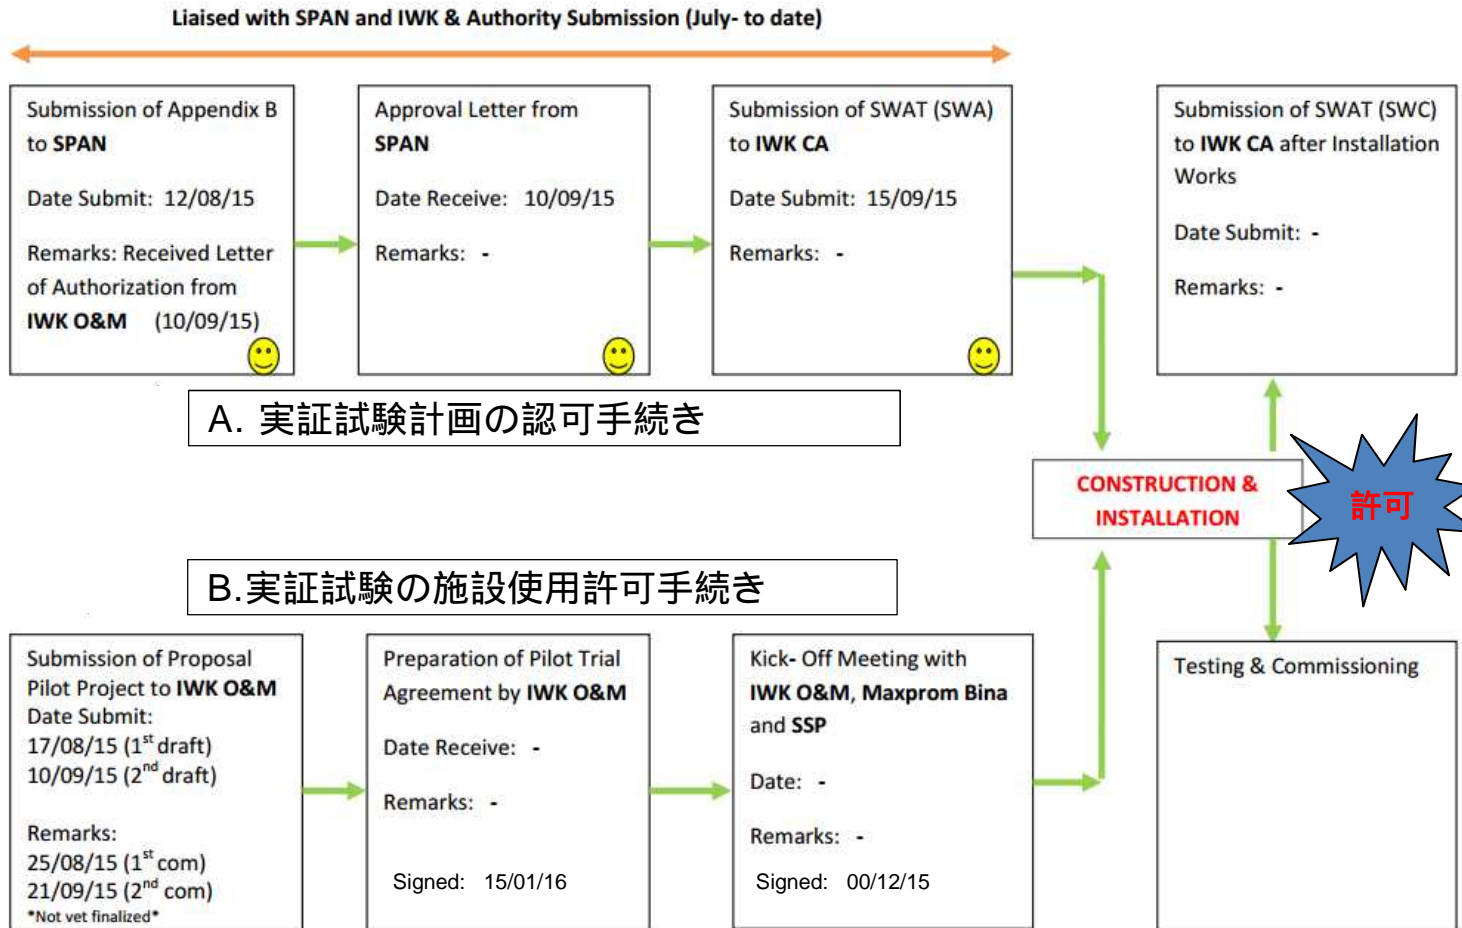 Liaised with SPAN and IWK & Authority Submission (July- to date)
Submission of Appendix B
to SPAN
Date Submit: 12/08/15
Remarks: Received Letter
of Authorization from
IWK O&M (10/09/15)
Approval Letter from
SPAN
Date Receive: 10/09/15
Remarks: -
Submission of SWAT (SWA)
to IWK CA
Date Submit: 15/09/15
Remarks: -
Submission of SWAT (SWC)
to IWK CA after Installation
Works
Date Submit: -
Remarks: -
A. 実証試験計画の認可手続き
CONSTRUCTION &
INSTALLATION
許可
B.実証試験の施設使用許可手続き
Submission of Proposal
Pilot Project to IWK O&M
Date Submit:
17/08/15 (1st draft)
10/09/15 (2nd draft)
Remarks:
25/08/15 (1st com)
21/09/15 (2nd com)
*Not yet finalized*
Preparation of Pilot Trial
Agreement by IWK O&M
Date Receive: -
Remarks: -
Signed: 15/01/16
Kick- Off Meeting with
IWK O&M, Maxprom Bina
and SSP
Date: -
Remarks: -
Signed: 00/12/15
Testing & Commissioning